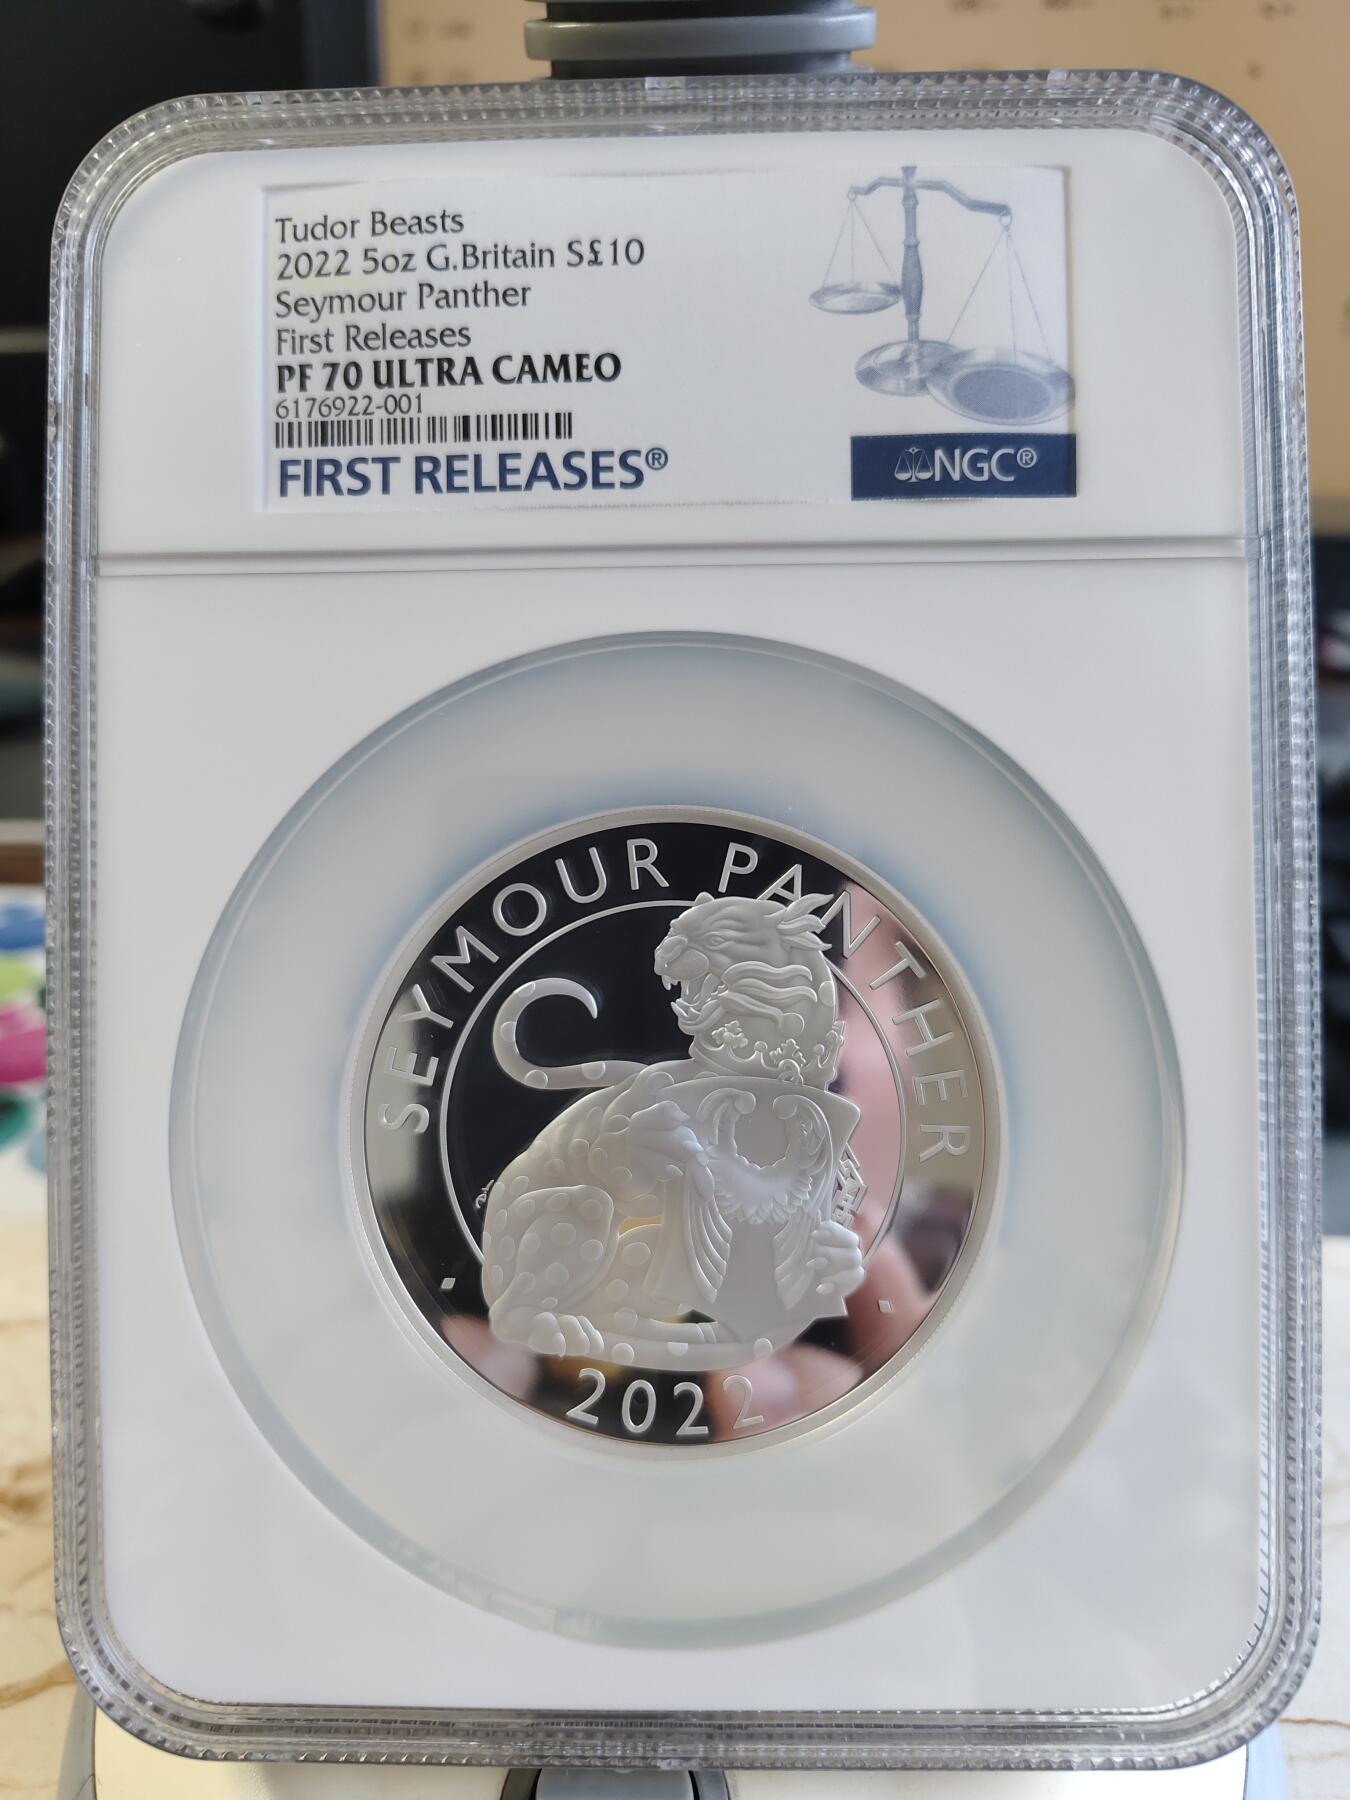 Tudor Beasts
2022 5oz G.Britain S£10
Seymour Panther
First Releases
PF 70 ULTRA CAMEO
6176922-001
FIRST RELEASES®
NGC®
SEYMOUR PANTHER
2022